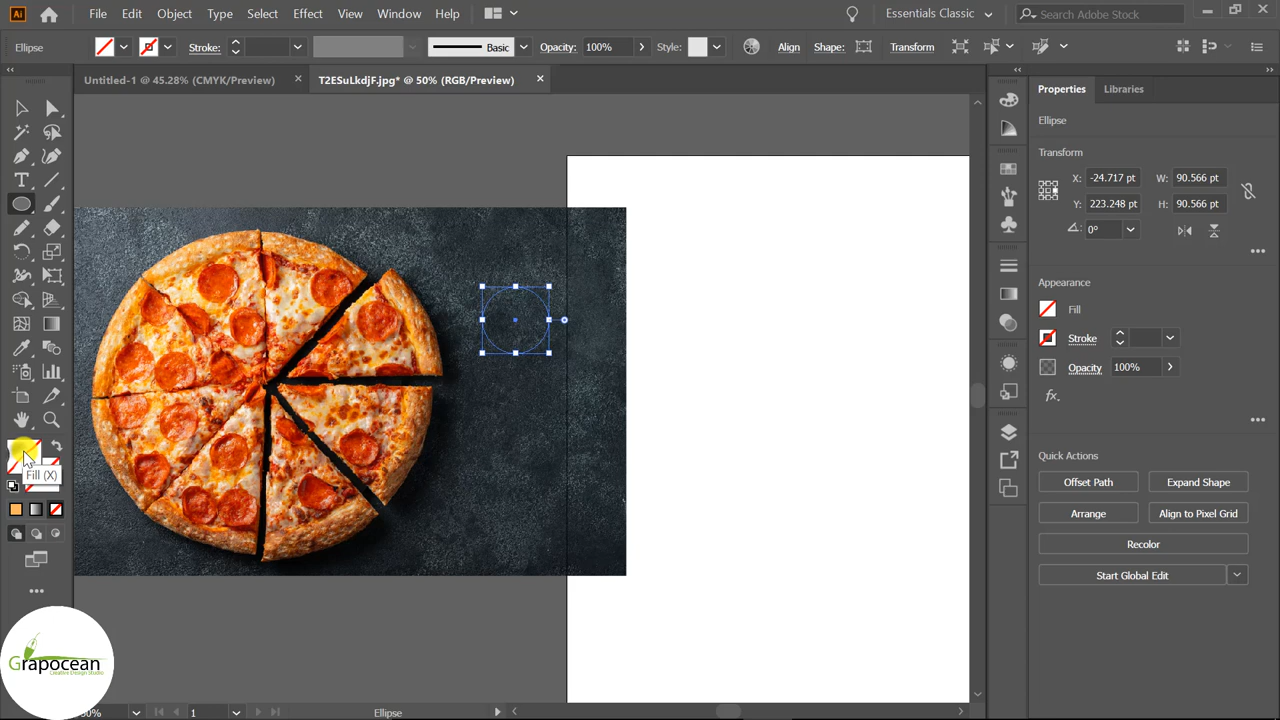 Ai File Edit Object Type Select Effect View Window Help Essentials Classic Search Adobe Stock
Ellipse Stroke: Basic Opacity: 100% Style: Align Shape: Transform
Untitled-1 @ 45.28% (CMYK/Preview) T2ESuLkdjF.jpg* @ 50% (RGB/Preview)
Properties Libraries
Ellipse
Transform
X: -24.717 pt W: 90.566 pt
Y: 223.248 pt H: 90.566 pt
0°
Appearance
Fill
Stroke
Opacity 100%
fx.
Quick Actions
Offset Path Expand Shape
Arrange Align to Pixel Grid
Recolor
Start Global Edit
Fill (X)
Grapocean
Creative Design Studio
1 Ellipse